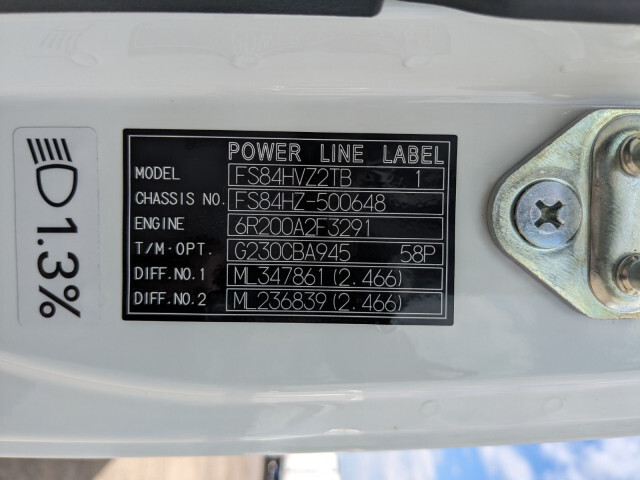 POWER LINE LABEL
MODEL FS84HVZ2TB 1
CHASSIS NO. FS84HZ-500648
ENGINE 6R200A2F3291
T/M·OPT. G230CBA945 58P
DIFF.NO.1 ML347861(2.466)
DIFF.NO.2 ML236839(2.466)
1.3%